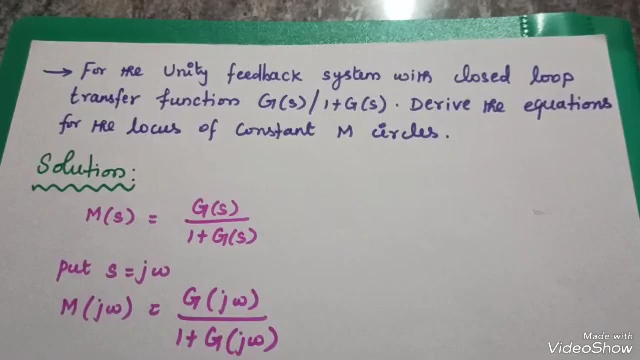 → For the Unity feedback system with closed loop
transfer function G(s)/1+G(s). Derive the equations
for the locus of constant M circles.
Solution:
M(s) = G(s)/1+G(s)
put s=jω
M(jω) = G(jω)/1+G(jω)
Made with
VideoShow